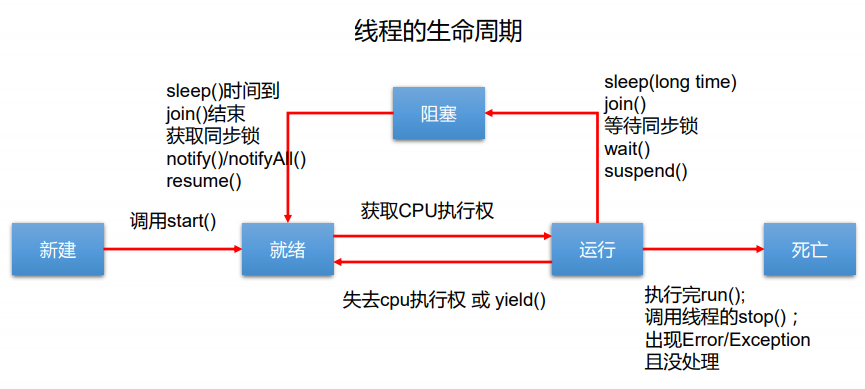 线程的生命周期
sleep()时间到
join()结束
获取同步锁
notify()/notifyAll()
resume()
阻塞
sleep(long time)
join()
等待同步锁
wait()
suspend()
新建
调用start()
就绪
获取CPU执行权
失去cpu执行权 或 yield()
运行
死亡
执行完run();
调用线程的stop()；
出现Error/Exception
且没处理